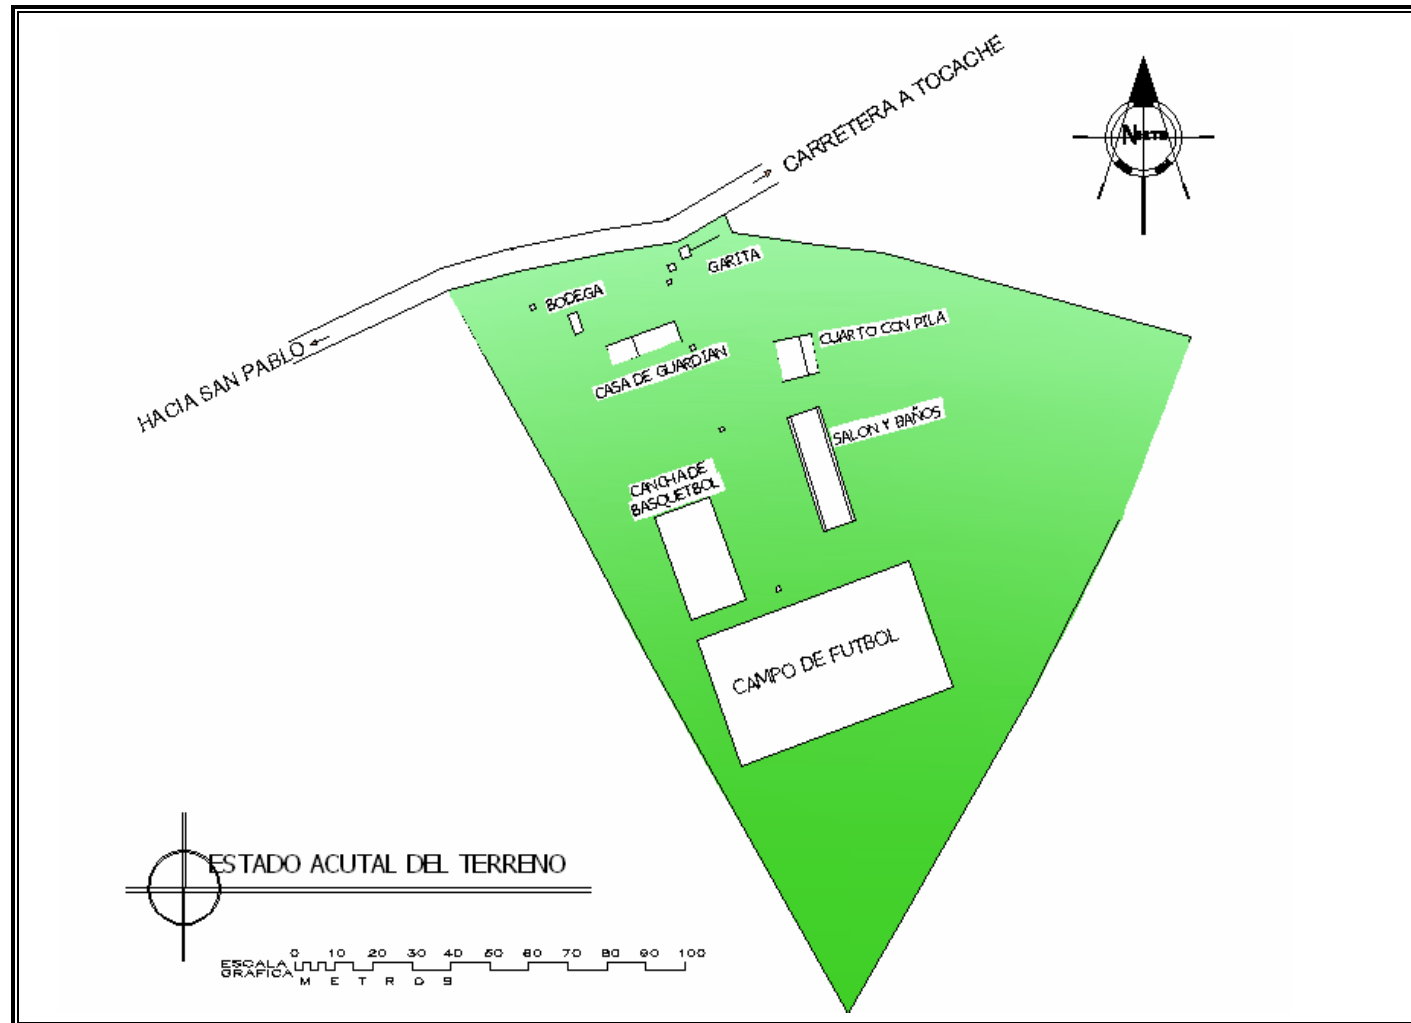 CARRETERA A TOCACHE
NORTE
GARITA
BODEGA
CUARTO CON PILA
HACIA SAN PABLO
CASA DE GUARDIAN
SALON Y BAÑOS
CANCHA DE
BASQUETBOL
CAMPO DE FUTBOL
ESTADO ACUTAL DEL TERRENO
0 10 20 30 40 50 60 70 80 90 100
ESCALA
GRAFICA
METROS